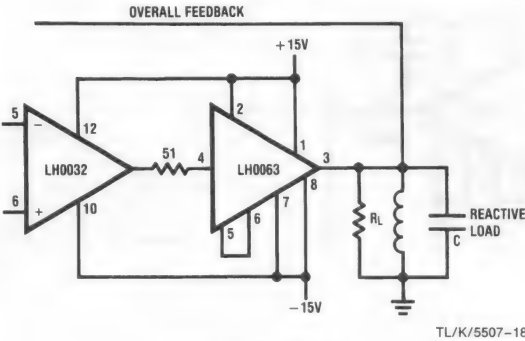 OVERALL FEEDBACK
+15V
5
−
12
2
1
LH0032
51
4
LH0063
3
8
6
+
10
7
5
6
RL
C
REACTIVE
LOAD
−15V
TL/K/5507–18